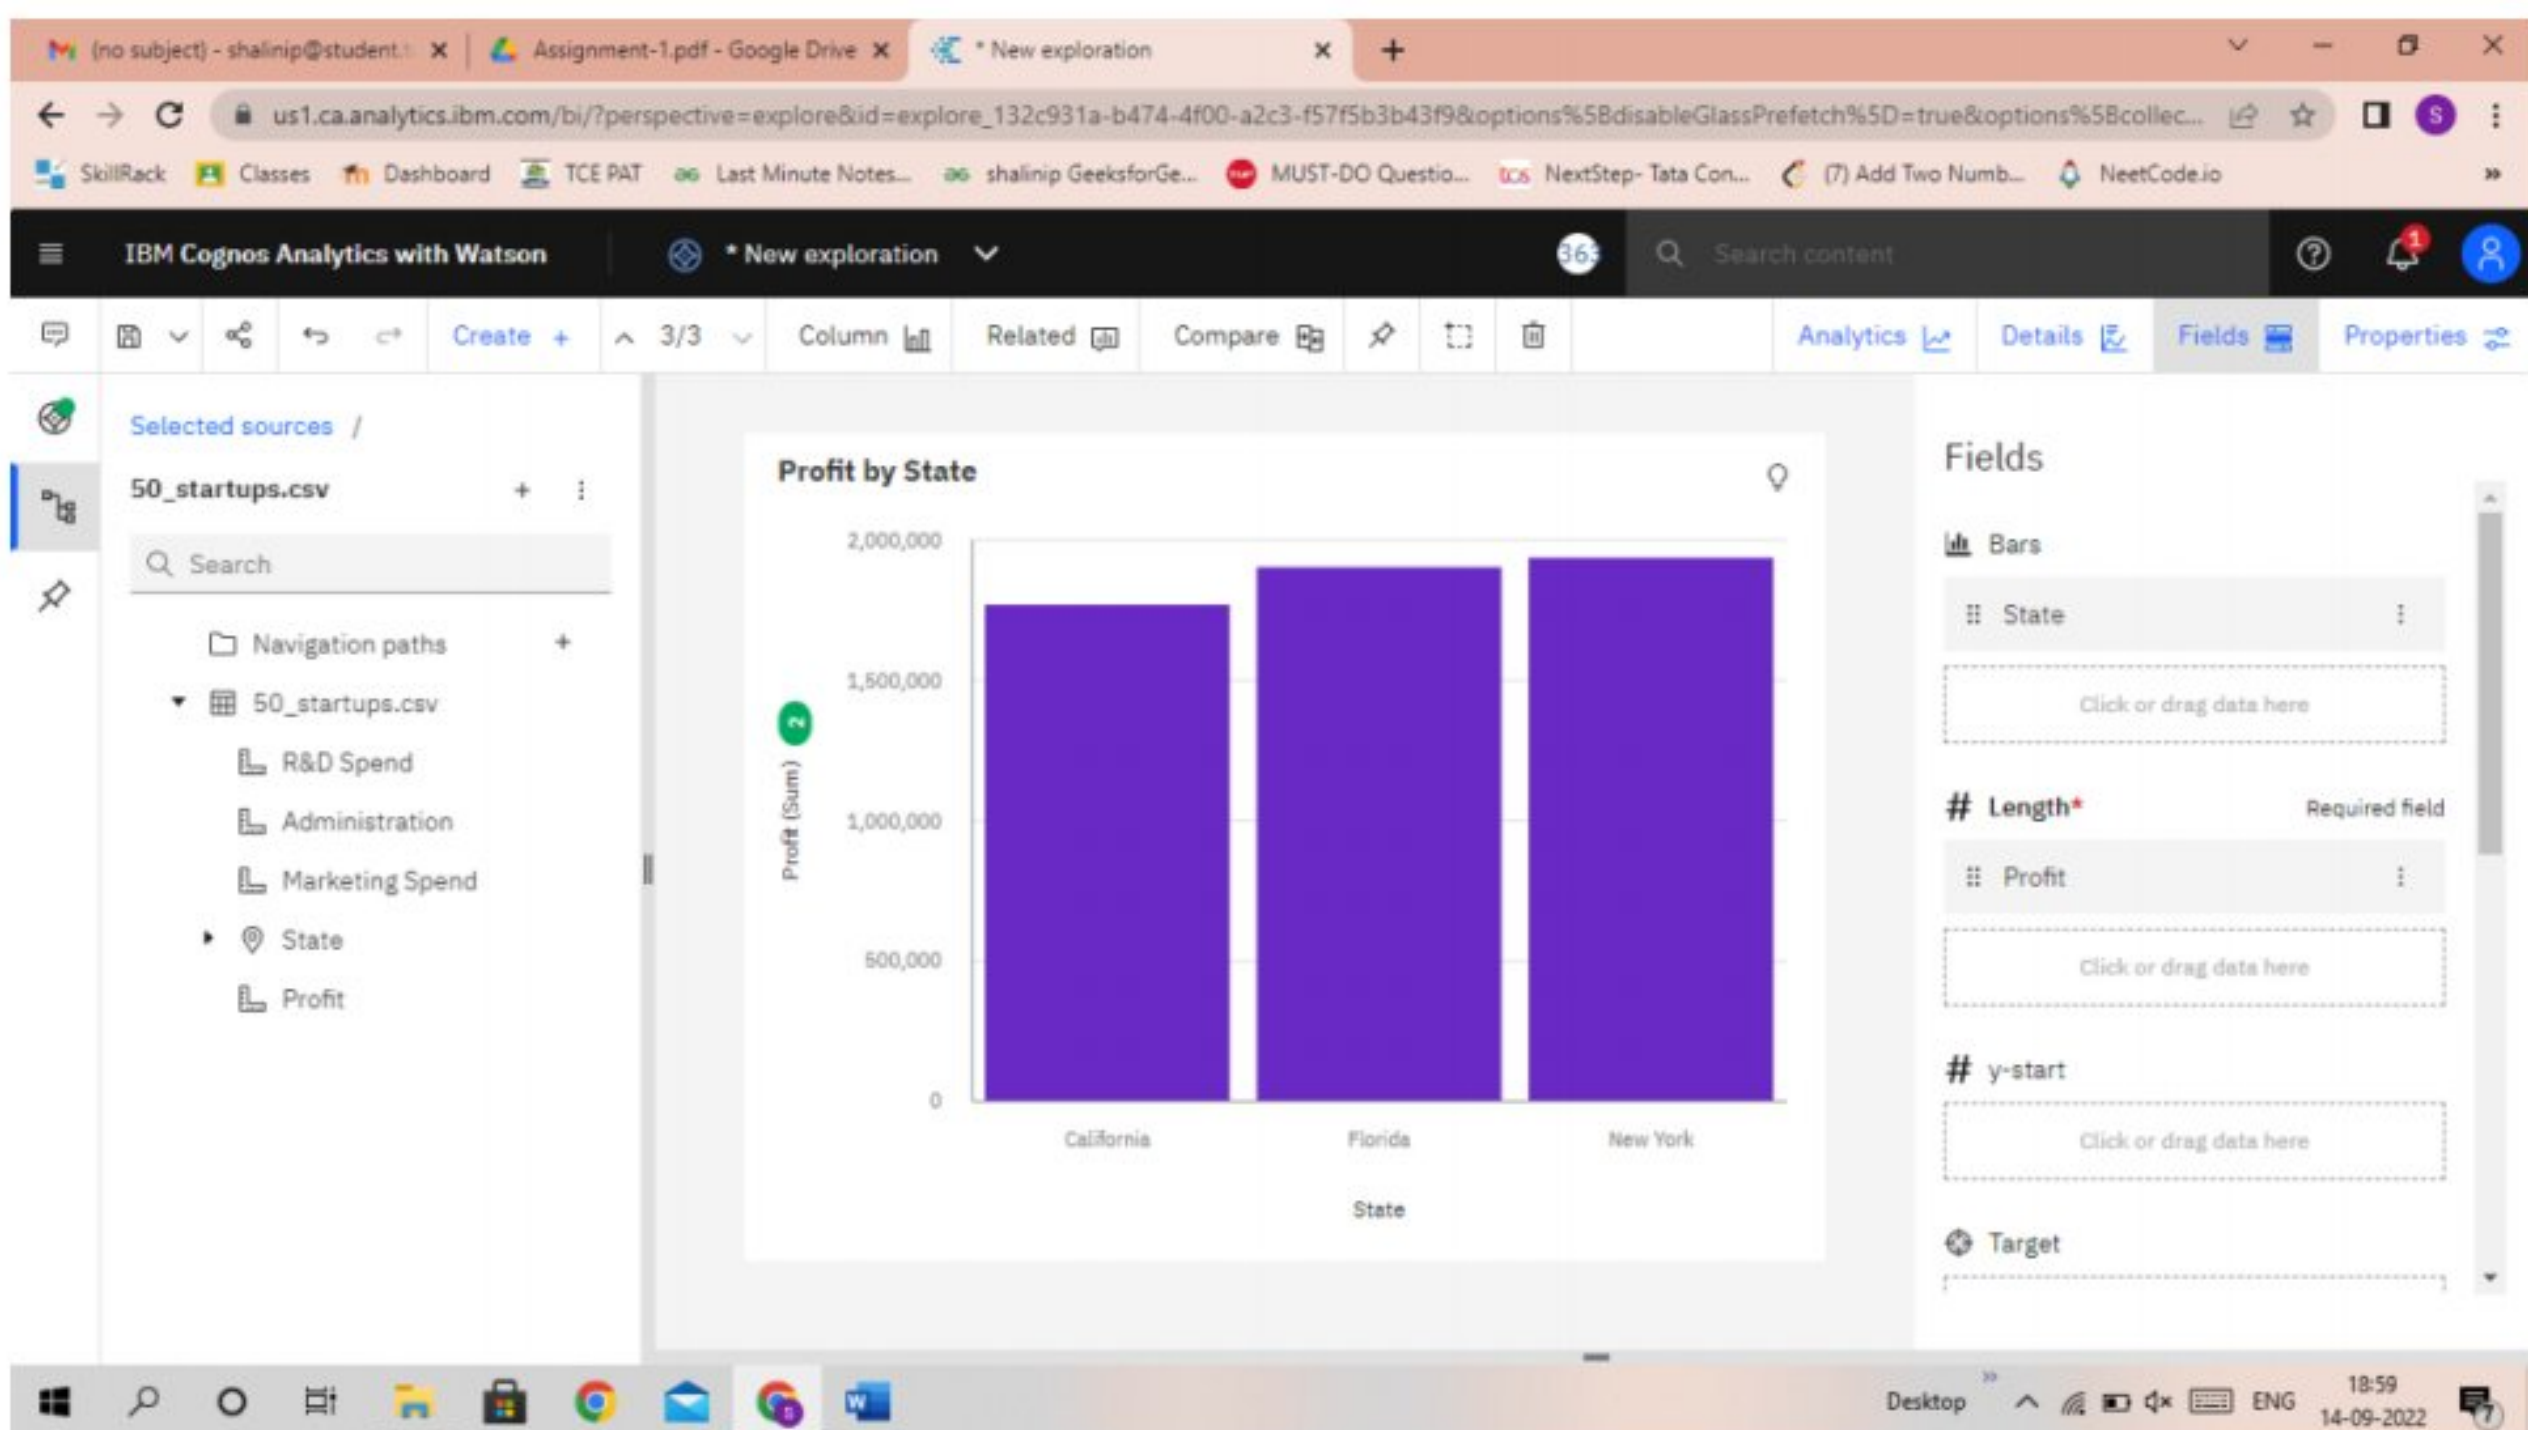 (no subject) - shalinip@student.t
Assignment-1.pdf - Google Drive
* New exploration
us1.ca.analytics.ibm.com/bi/?perspective=explore&id=explore_132c931a-b474-4f00-a2c3-f57f5b3b43f9&options%5BdisableGlassPrefetch%5D=true&options%5Bcollec...
S
SkillRack
Classes
Dashboard
TCE PAT
Last Minute Notes...
shalinip GeeksforGe...
MUST-DO Questio...
NextStep- Tata Con...
(7) Add Two Numb...
NeetCode.io
IBM Cognos Analytics with Watson
* New exploration
363
Search content
1
Create +
3/3
Column
Related
Compare
Analytics
Details
Fields
Properties
Selected sources /
50_startups.csv
Search
Navigation paths
50_startups.csv
R&D Spend
Administration
Marketing Spend
State
Profit
Profit by State
2,000,000
1,500,000
1,000,000
500,000
0
Profit (Sum)
2
California
Florida
New York
State
Fields
Bars
State
Click or drag data here
# Length*
Required field
Profit
Click or drag data here
# y-start
Click or drag data here
Target
Desktop
ENG
18:59
14-09-2022
7